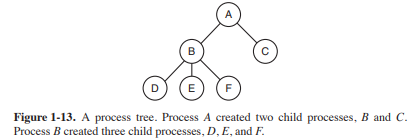 A
B
C
D
E
F
Figure 1-13. A process tree. Process A created two child processes, B and C.
Process B created three child processes, D, E, and F.